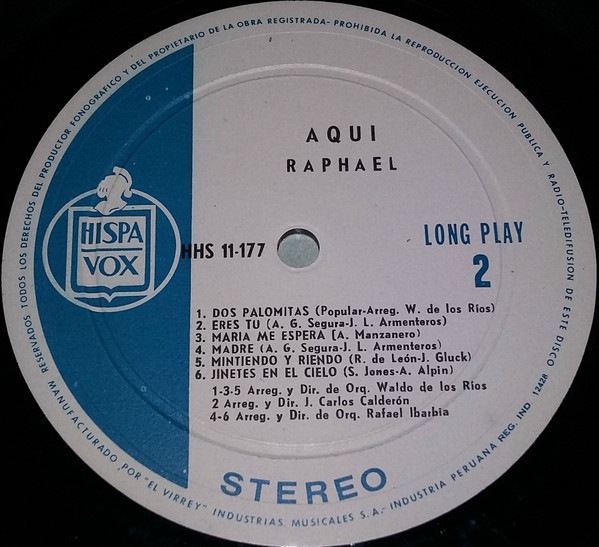 RESERVADOS TODOS LOS DERECHOS DEL PRODUCTOR FONOGRAFICO Y DEL PROPIETARIO DE LA OBRA REGISTRADA- PROHIBIDA LA REPRODUCCION EJECUCION PUBLICA Y RADIO-TELEDIFUSION DE ESTE DISCO
AQUI
RAPHAEL
HISPA
VOX
HHS 11-177
LONG PLAY
2
1. DOS PALOMITAS (Popular-Arreg. W. de los Ríos)
2. ERES TU (A. G. Segura-J. L. Armenteros)
3. MARIA ME ESPERA [A. Manzanero)
4. MADRE (A. G. Segura-J. L. Armenteros)
5. MINTIENDO Y RIENDO (R. de León-J. Gluck)
6. JINETES EN EL CIELO (S. Jones-A. Alpin)
1-3-5 Arreg. y Dir. de Orq. Waldo de los Ríos
2 Arreg. y Dir. J. Carlos Calderón
4-6 Arreg. y Dir. de Orq. Rafael Ibarbia
STEREO
MANUFACTURADO POR "EL VIRREY" INDUSTRIAS MUSICALES S.A.- INDUSTRIA PERUANA REG. IND. 12428